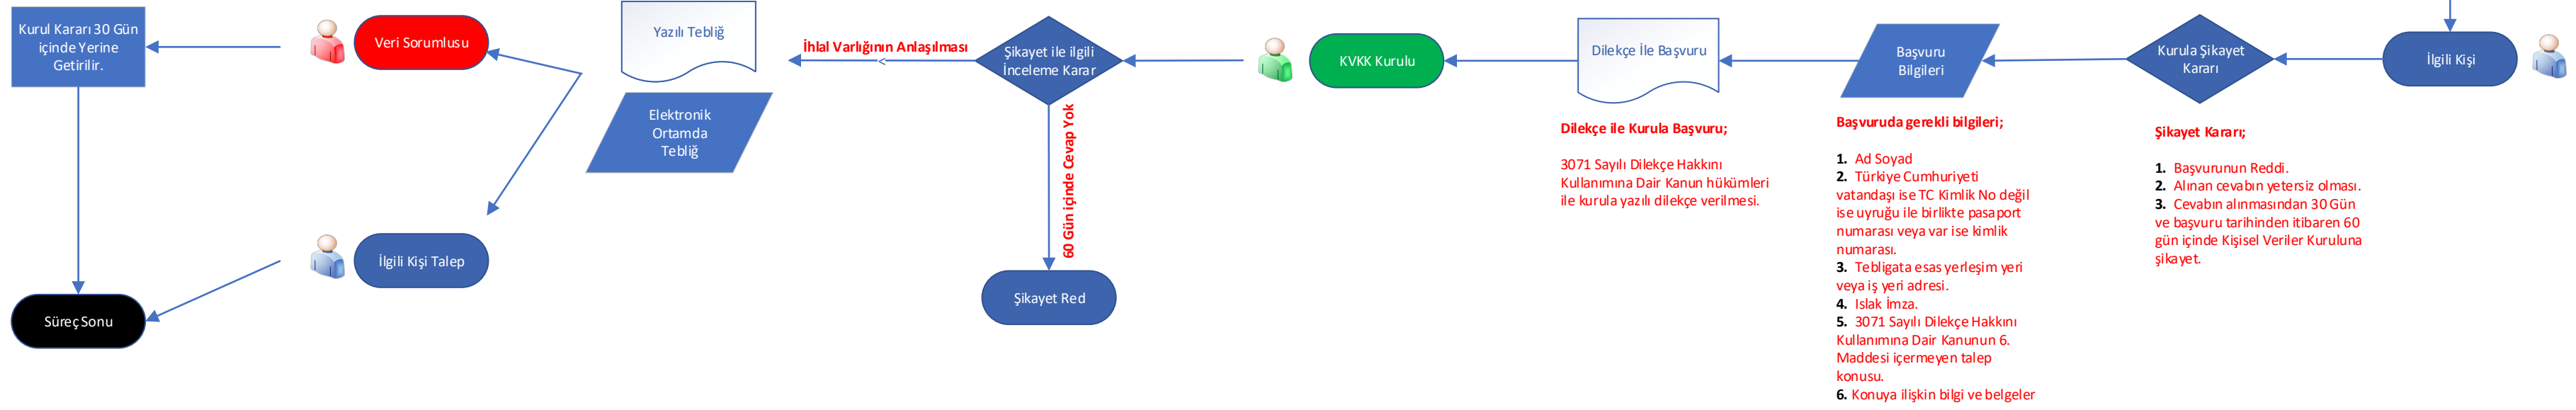 Kurul Kararı 30 Gün
içinde Yerine
Getirilir.
Veri Sorumlusu
Yazılı Tebliğ
Elektronik
Ortamda
Tebliğ
İhlal Varlığının Anlaşılması
Şikayet ile ilgili
İnceleme Karar
60 Gün içinde Cevap Yok
Şikayet Red
İlgili Kişi Talep
Süreç Sonu
KVKK Kurulu
Dilekçe İle Başvuru
Dilekçe ile Kurula Başvuru;
3071 Sayılı Dilekçe Hakkını
Kullanımına Dair Kanun hükümleri
ile kurula yazılı dilekçe verilmesi.
Başvuru
Bilgileri
Başvuruda gerekli bilgileri;
1. Ad Soyad
2. Türkiye Cumhuriyeti
vatandaşı ise TC Kimlik No değil
ise uyruğu ile birlikte pasaport
numarası veya var ise kimlik
numarası.
3. Tebligata esas yerleşim yeri
veya iş yeri adresi.
4. Islak İmza.
5. 3071 Sayılı Dilekçe Hakkını
Kullanımına Dair Kanunun 6.
Maddesi içermeyen talep
konusu.
6. Konuya ilişkin bilgi ve belgeler
Kurula Şikayet
Kararı
Şikayet Kararı;
1. Başvurunun Reddi.
2. Alınan cevabın yetersiz olması.
3. Cevabın alınmasından 30 Gün
ve başvuru tarihinden itibaren 60
gün içinde Kişisel Veriler Kuruluna
şikayet.
İlgili Kişi